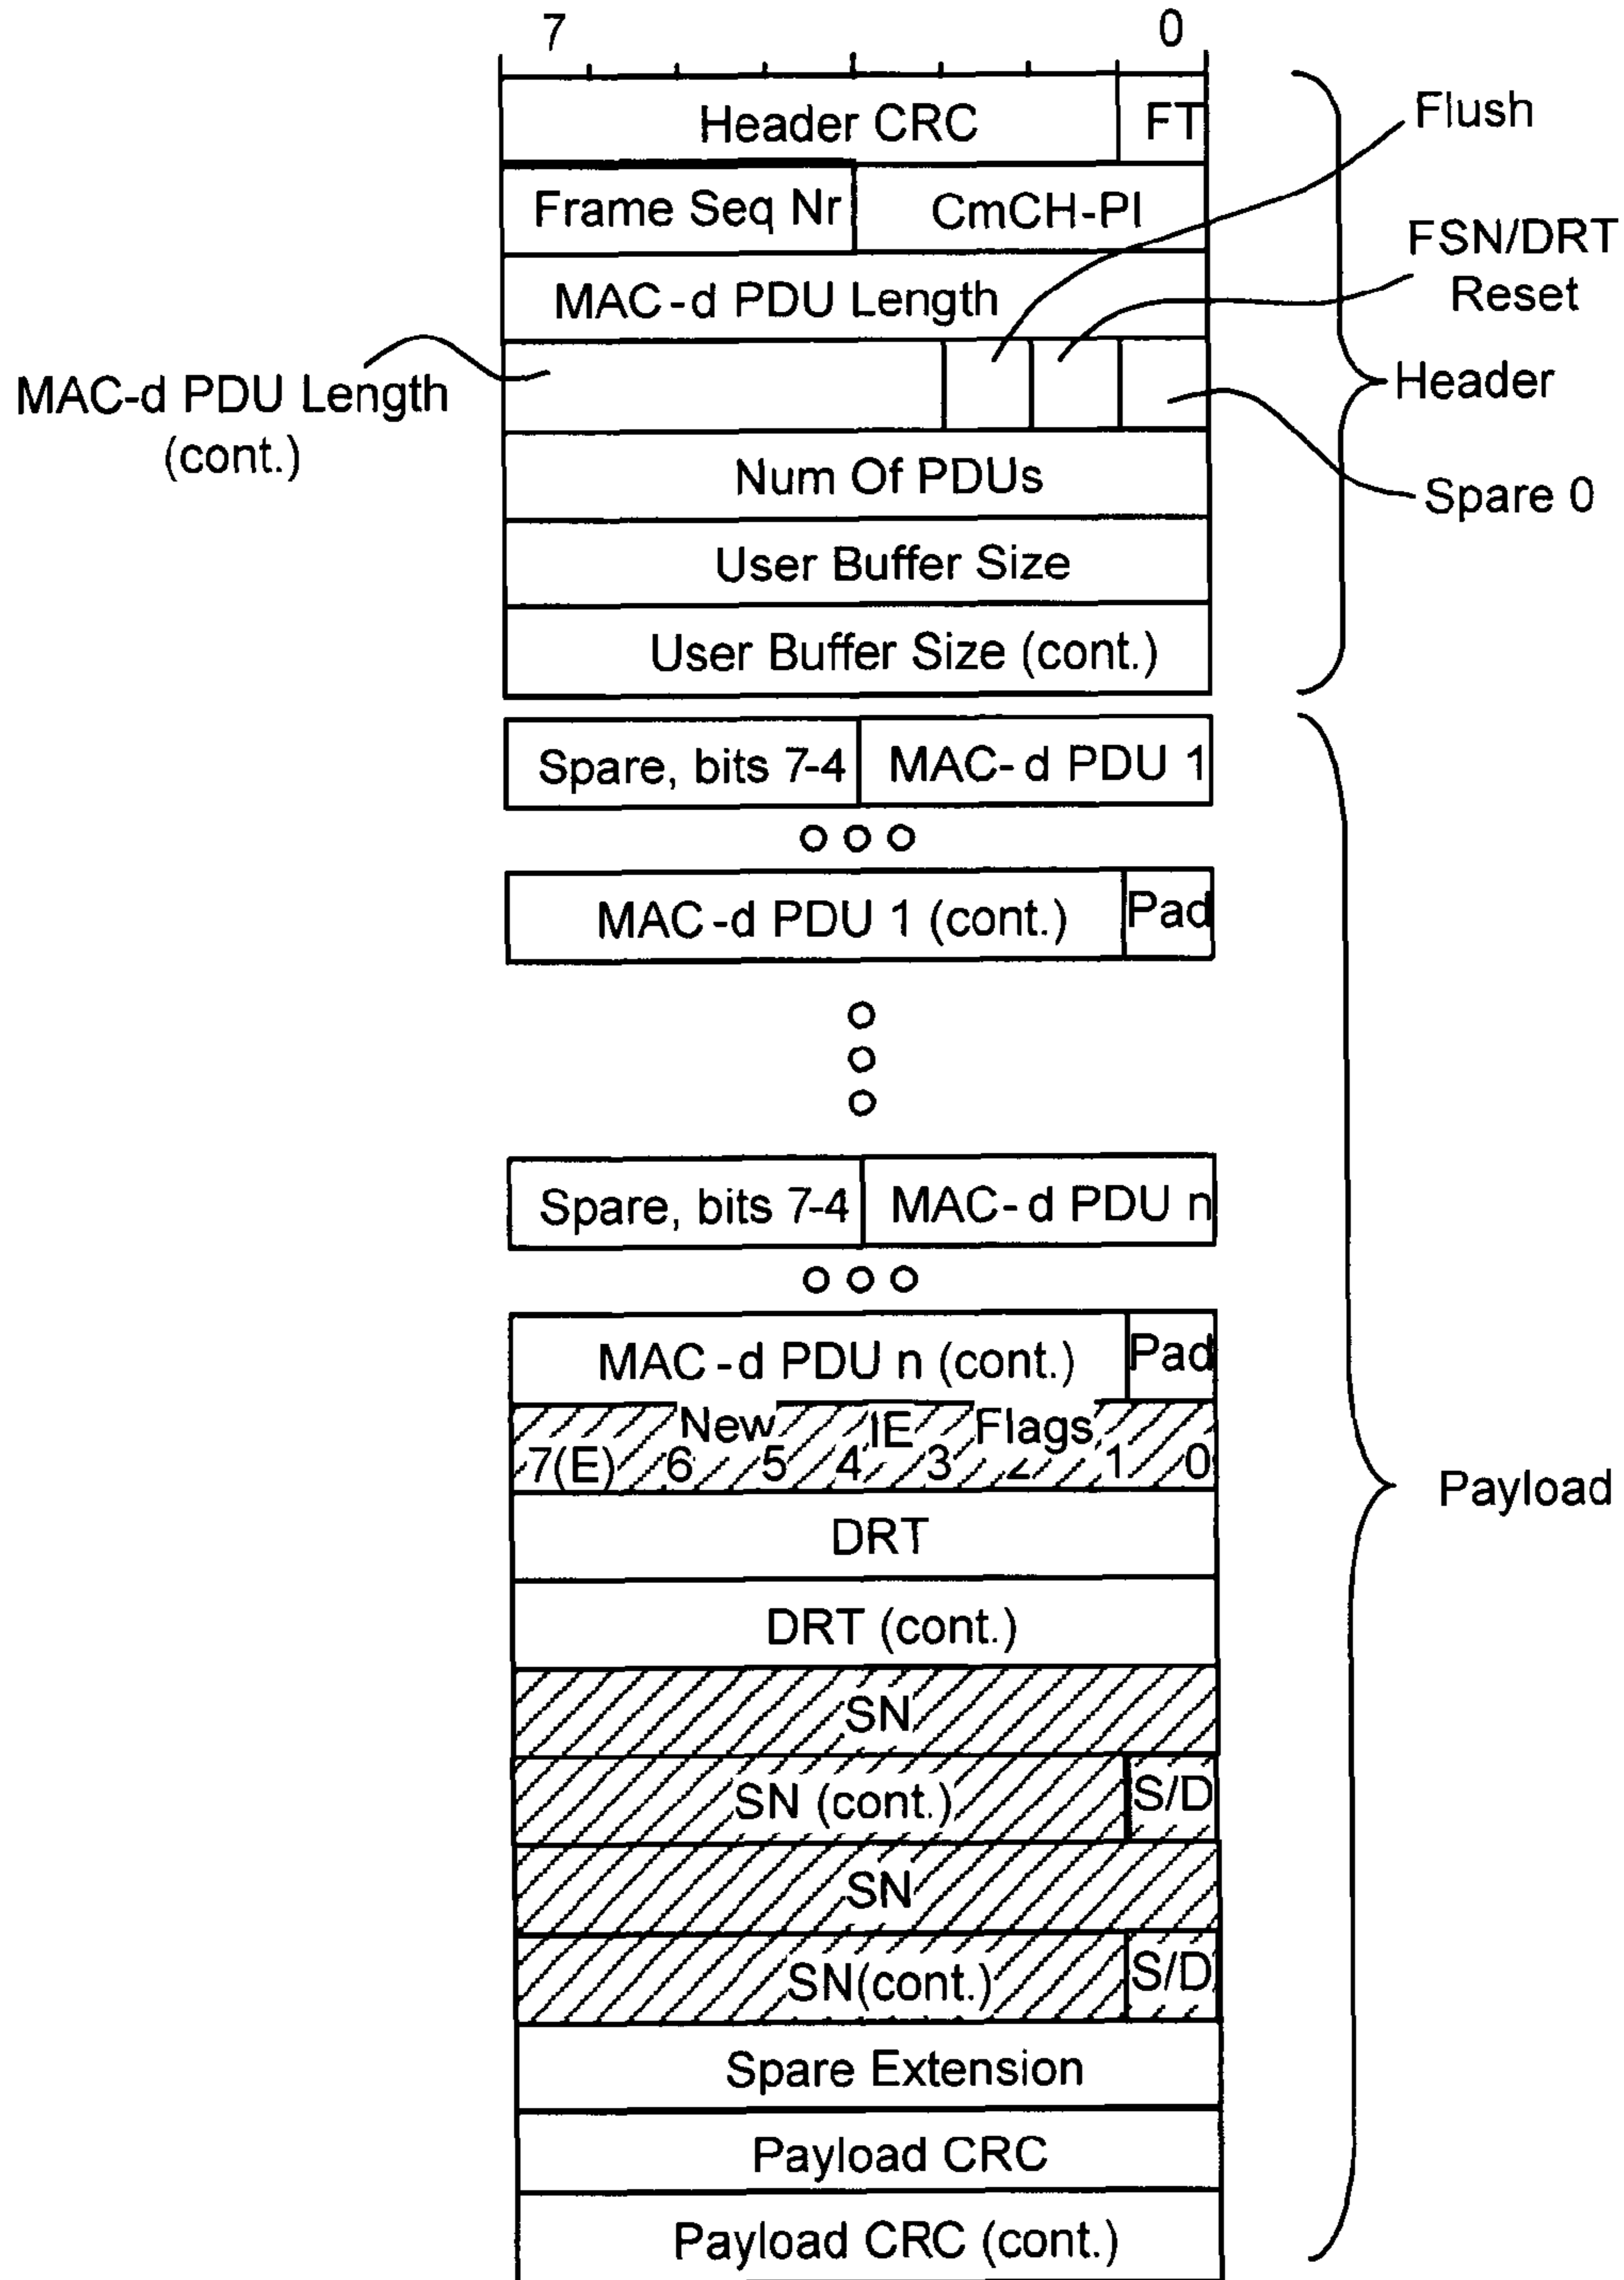 7 0
Header CRC FT
Flush
Frame Seq Nr CmCH-PI
FSN/DRT
Reset
MAC-d PDU Length
MAC-d PDU Length
(cont.)
Header
Num Of PDUs
Spare 0
User Buffer Size
User Buffer Size (cont.)
Spare, bits 7-4 MAC-d PDU 1
MAC-d PDU 1 (cont.) Pad
Spare, bits 7-4 MAC-d PDU n
MAC-d PDU n (cont.) Pad
New IE Flags
7(E) 6 5 4 3 2 1 0
Payload
DRT
DRT (cont.)
SN
SN (cont.) S/D
SN
SN(cont.) S/D
Spare Extension
Payload CRC
Payload CRC (cont.)